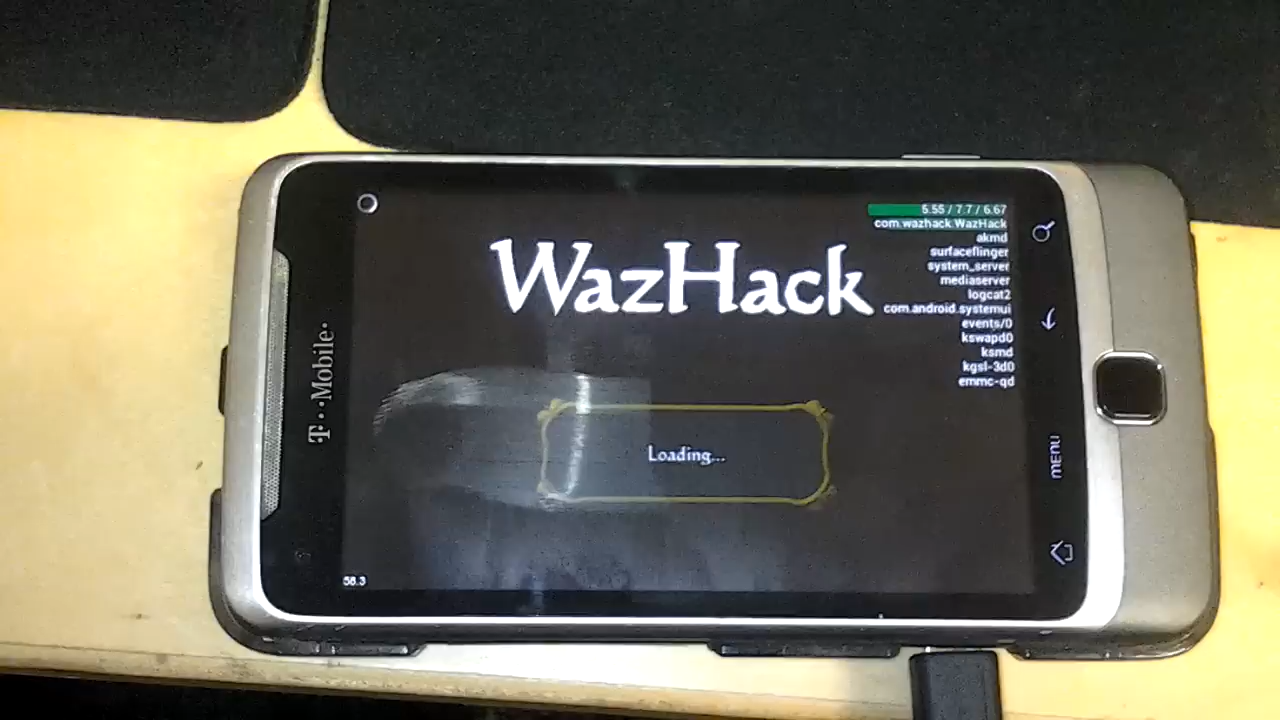 T··Mobile·
WazHack
Loading...
58.3
5.55 / 7.7 / 6.67
com.wazhack.WazHack
akmd
surfaceflinger
system_server
mediaserver
logcat2
com.android.systemui
events/0
kswapd0
ksmd
kgsl-3d0
emmc-qd
MENU